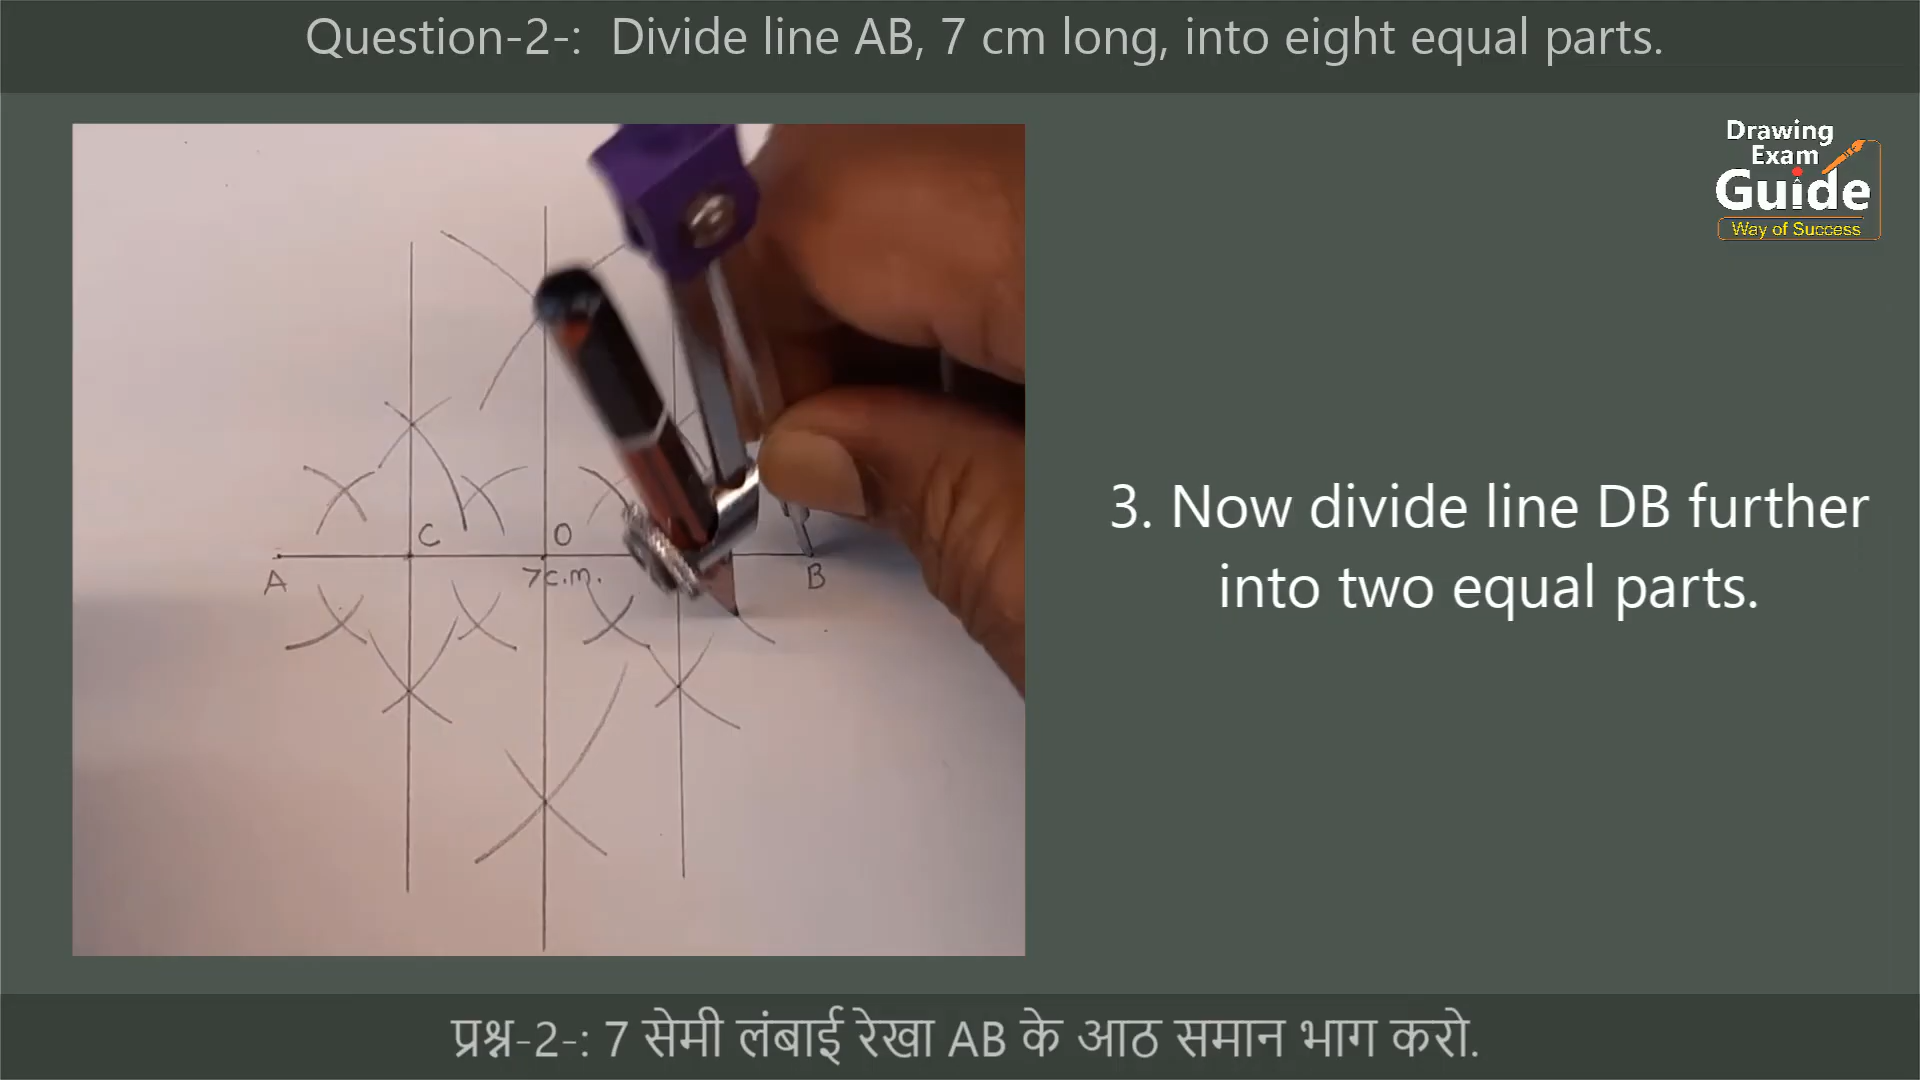 Question-2-:  Divide line AB, 7 cm long, into eight equal parts.
Drawing
Exam
Guide
Way of Success
C
O
A
7c.m.
B
3. Now divide line DB further
into two equal parts.
प्रश्न-2-: 7 सेमी लंबाई रेखा AB के आठ समान भाग करो.